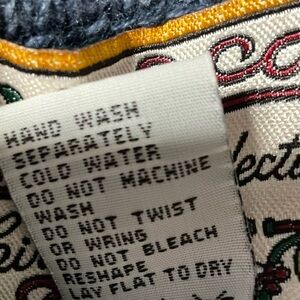 HAND WASH
SEPARATELY
COLD WATER
DO NOT MACHINE
WASH
DO NOT TWIST
OR WRING
DO NOT BLEACH
RESHAPE
LAY FLAT TO DRY